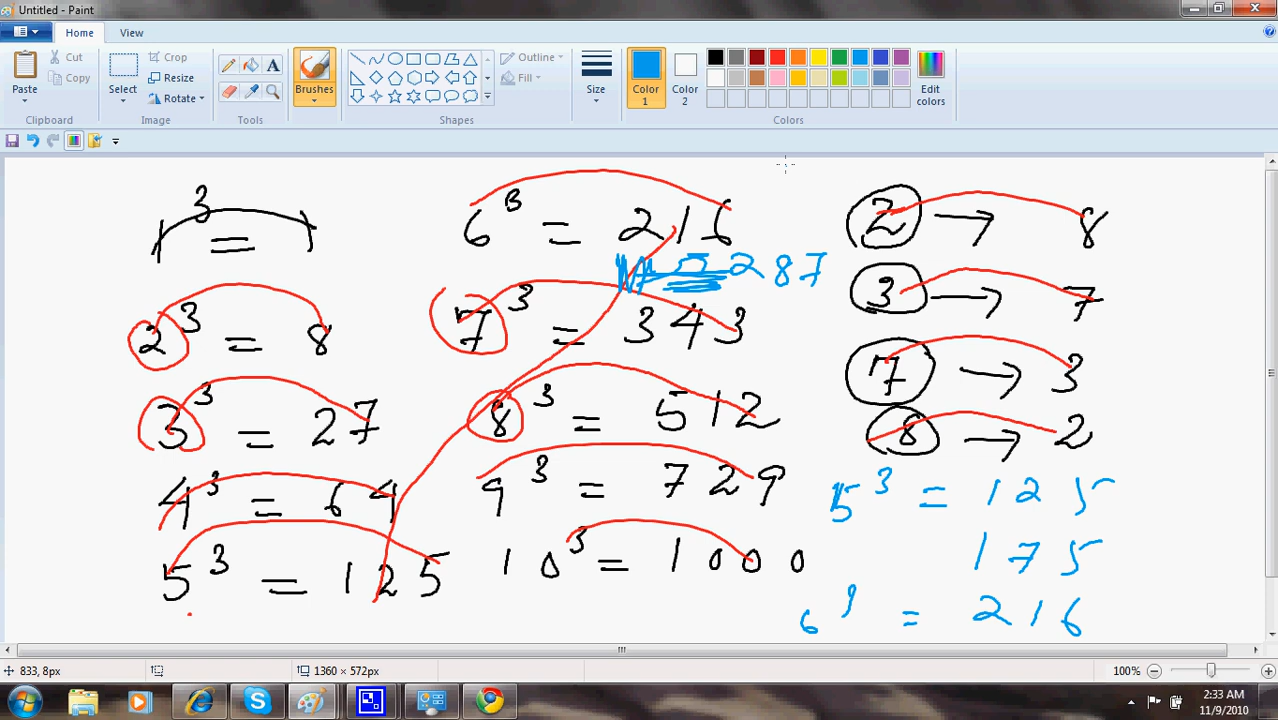 Untitled - Paint
Home View
Paste
Cut
Copy
Clipboard
Select
Crop
Resize
Rotate
Image
A
Tools
Brushes
Shapes
Outline
Fill
Size
Color 1
Color 2
Edit colors
Colors
1³ = 1
2³ = 8
3³ = 27
4³ = 64
5³ = 125
6³ = 216
287
7³ = 343
8³ = 512
9³ = 729
10³ = 1000
2 → 8
3 → 7
7 → 3
8 → 2
5³ = 125
175
6³ = 216
833, 8px
1360 × 572px
100%
2:33 AM
11/9/2010